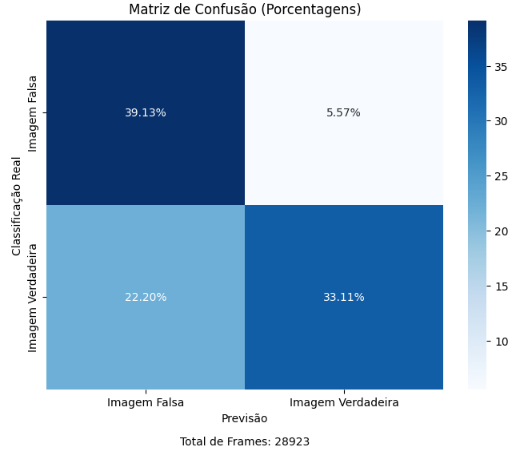 Matriz de Confusão (Porcentagens)
Classificação Real
Imagem Falsa
39.13%
5.57%
Imagem Verdadeira
22.20%
33.11%
Imagem Falsa
Imagem Verdadeira
Previsão
Total de Frames: 28923
35
30
25
20
15
10